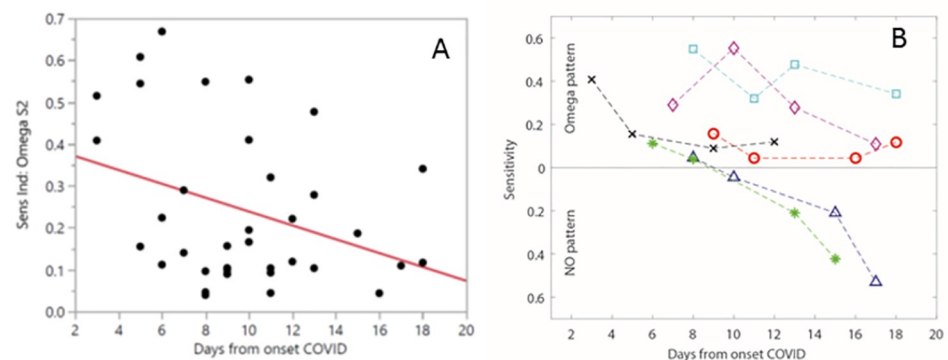 A
0.7
0.6
0.5
0.4
0.3
0.2
0.1
0.0
Sens Ind: Omega S2
2 4 6 8 10 12 14 16 18 20
Days from onset COVID
B
0.6
0.4
0.2
0
0.2
0.4
0.6
Sensitivity
Omega pattern
NO pattern
2 4 6 8 10 12 14 16 18 20
Days from onset COVID